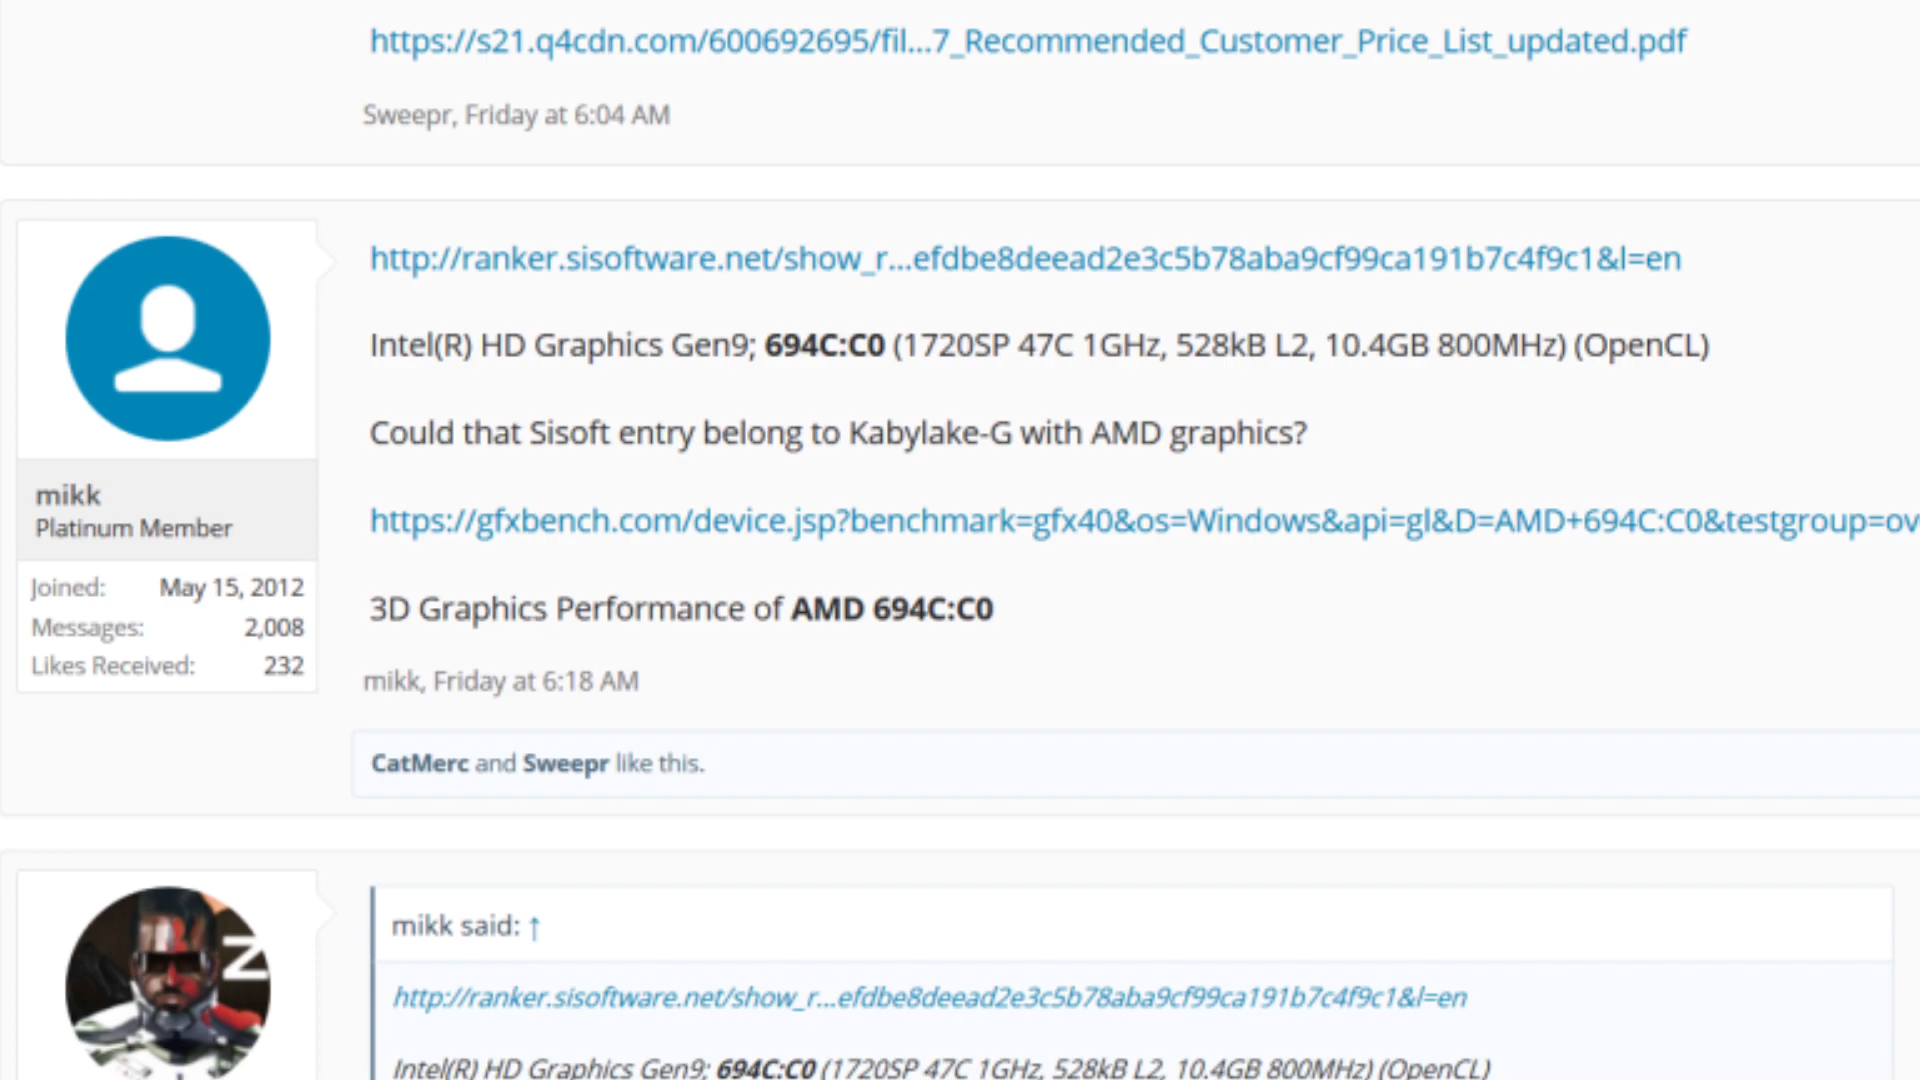 https://s21.q4cdn.com/600692695/fil...7_Recommended_Customer_Price_List_updated.pdf
Sweepr, Friday at 6:04 AM
http://ranker.sisoftware.net/show_r...efdbe8deead2e3c5b78aba9cf99ca191b7c4f9c1&l=en
Intel(R) HD Graphics Gen9; 694C:C0 (1720SP 47C 1GHz, 528kB L2, 10.4GB 800MHz) (OpenCL)
Could that Sisoft entry belong to Kabylake-G with AMD graphics?
https://gfxbench.com/device.jsp?benchmark=gfx40&os=Windows&api=gl&D=AMD+694C:C0&testgroup=ov
3D Graphics Performance of AMD 694C:C0
mikk, Friday at 6:18 AM
mikk
Platinum Member
Joined: May 15, 2012
Messages: 2,008
Likes Received: 232
CatMerc and Sweepr like this.
mikk said: ↑
http://ranker.sisoftware.net/show_r...efdbe8deead2e3c5b78aba9cf99ca191b7c4f9c1&l=en
Intel(R) HD Graphics Gen9; 694C:C0 (1720SP 47C 1GHz, 528kB L2, 10.4GB 800MHz) (OpenCL)